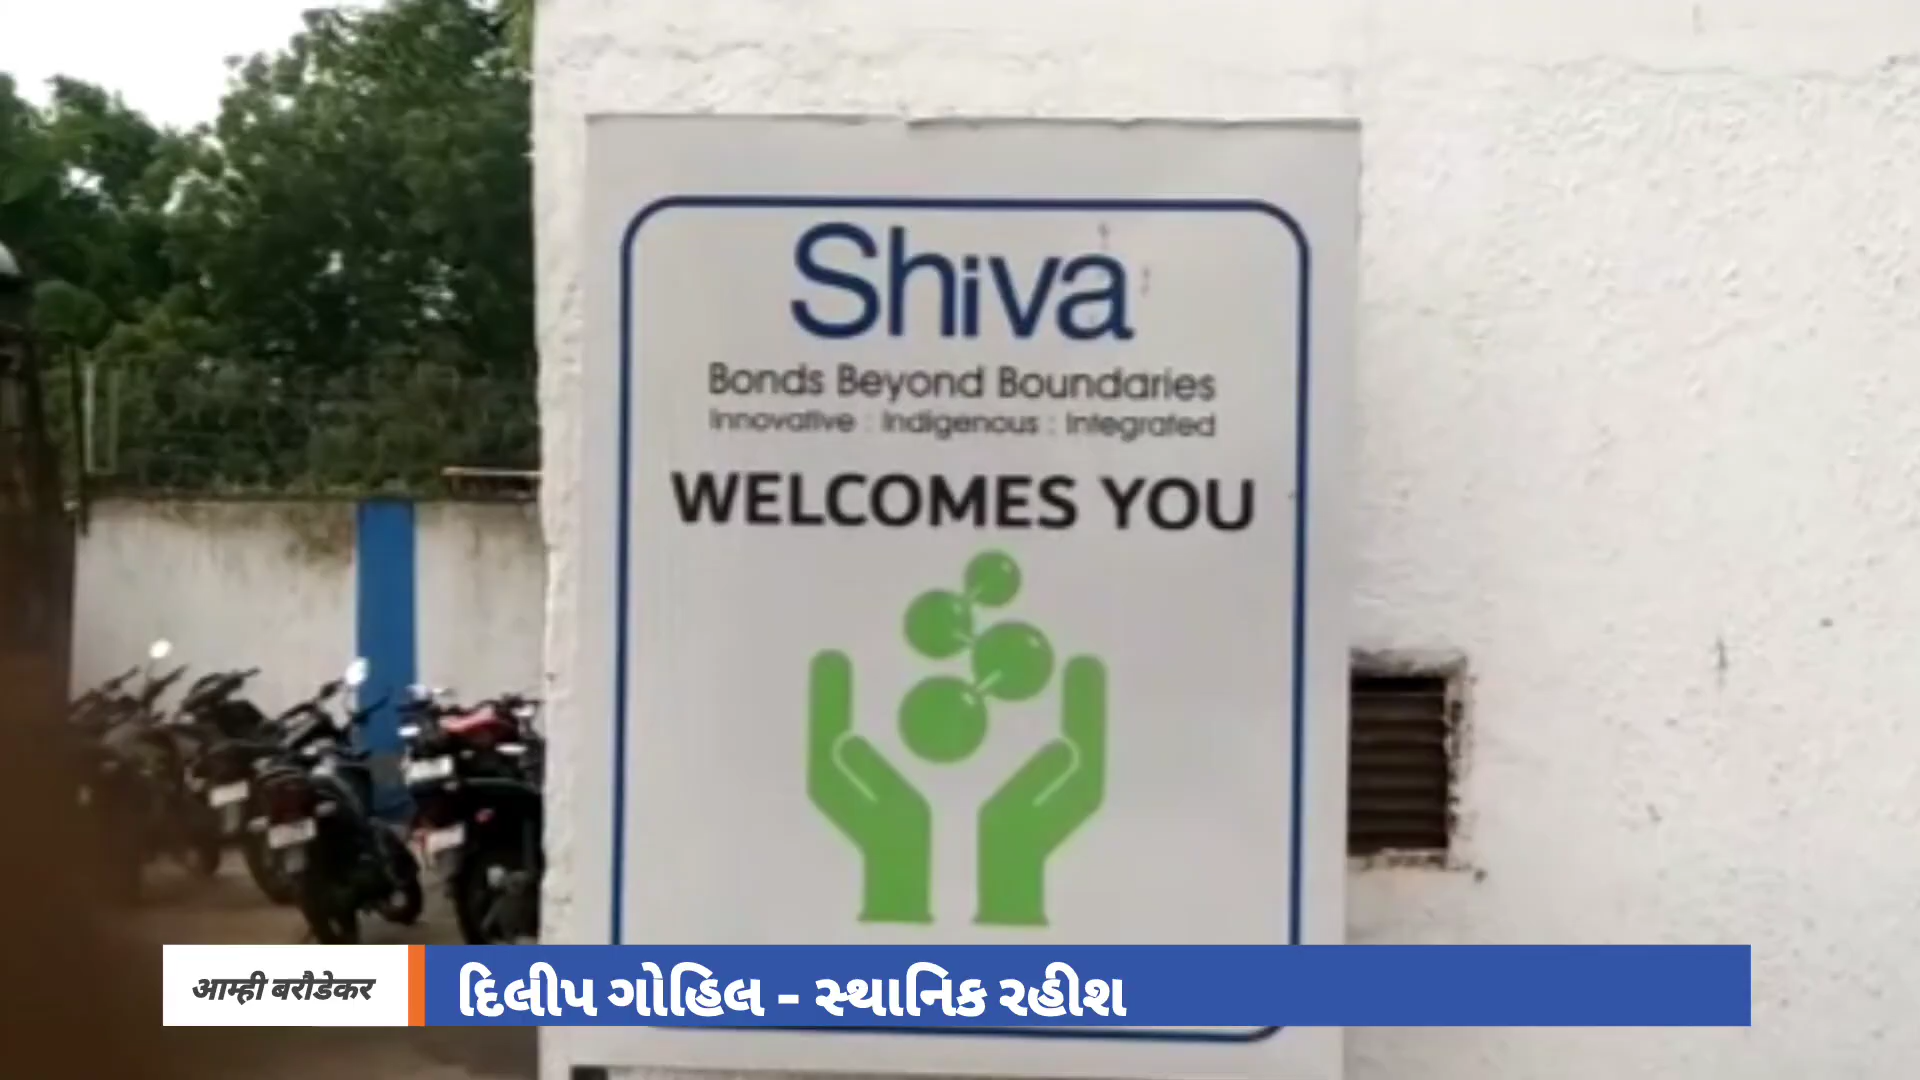 Shiva
Bonds Beyond Boundaries
Innovative : Indigenous : Integrated
WELCOMES YOU
आम्ही बरौडेकर
દિલીપ ગોહિલ - સ્થાનિક રહીશ